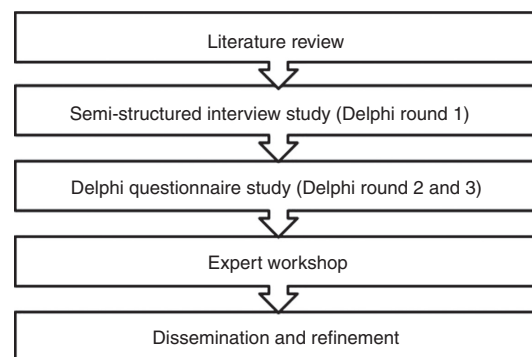 Literature review
Semi-structured interview study (Delphi round 1)
Delphi questionnaire study (Delphi round 2 and 3)
Expert workshop
Dissemination and refinement